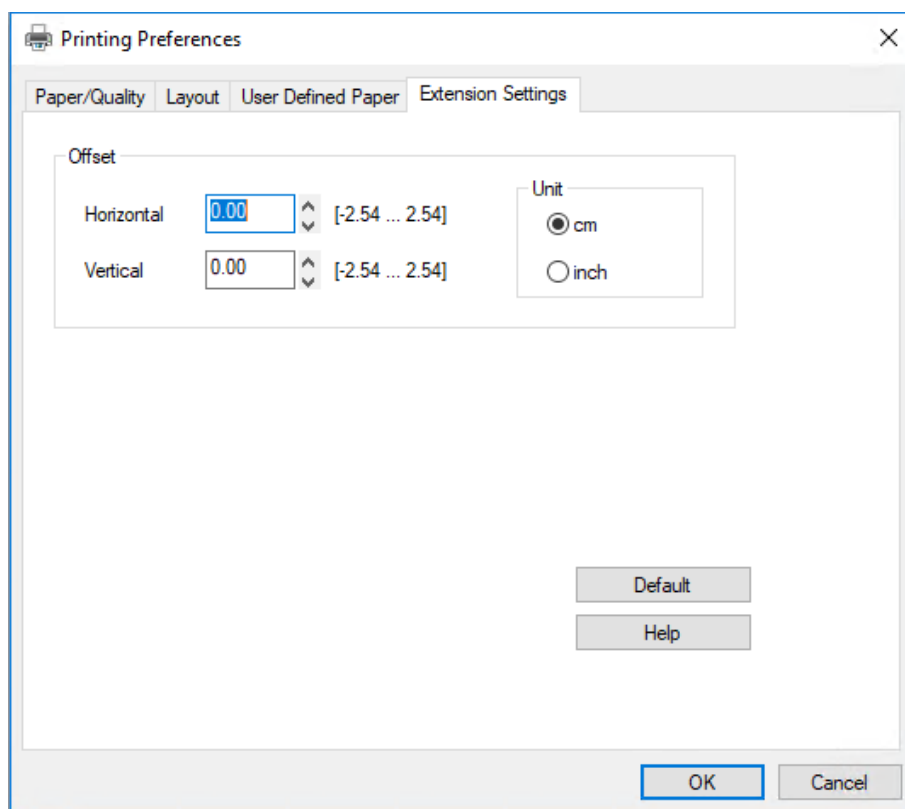 Printing Preferences
Paper/Quality Layout User Defined Paper Extension Settings
Offset
Unit
Horizontal 0.00 [-2.54 ... 2.54]
cm
Vertical 0.00 [-2.54 ... 2.54]
inch
Default
Help
OK Cancel